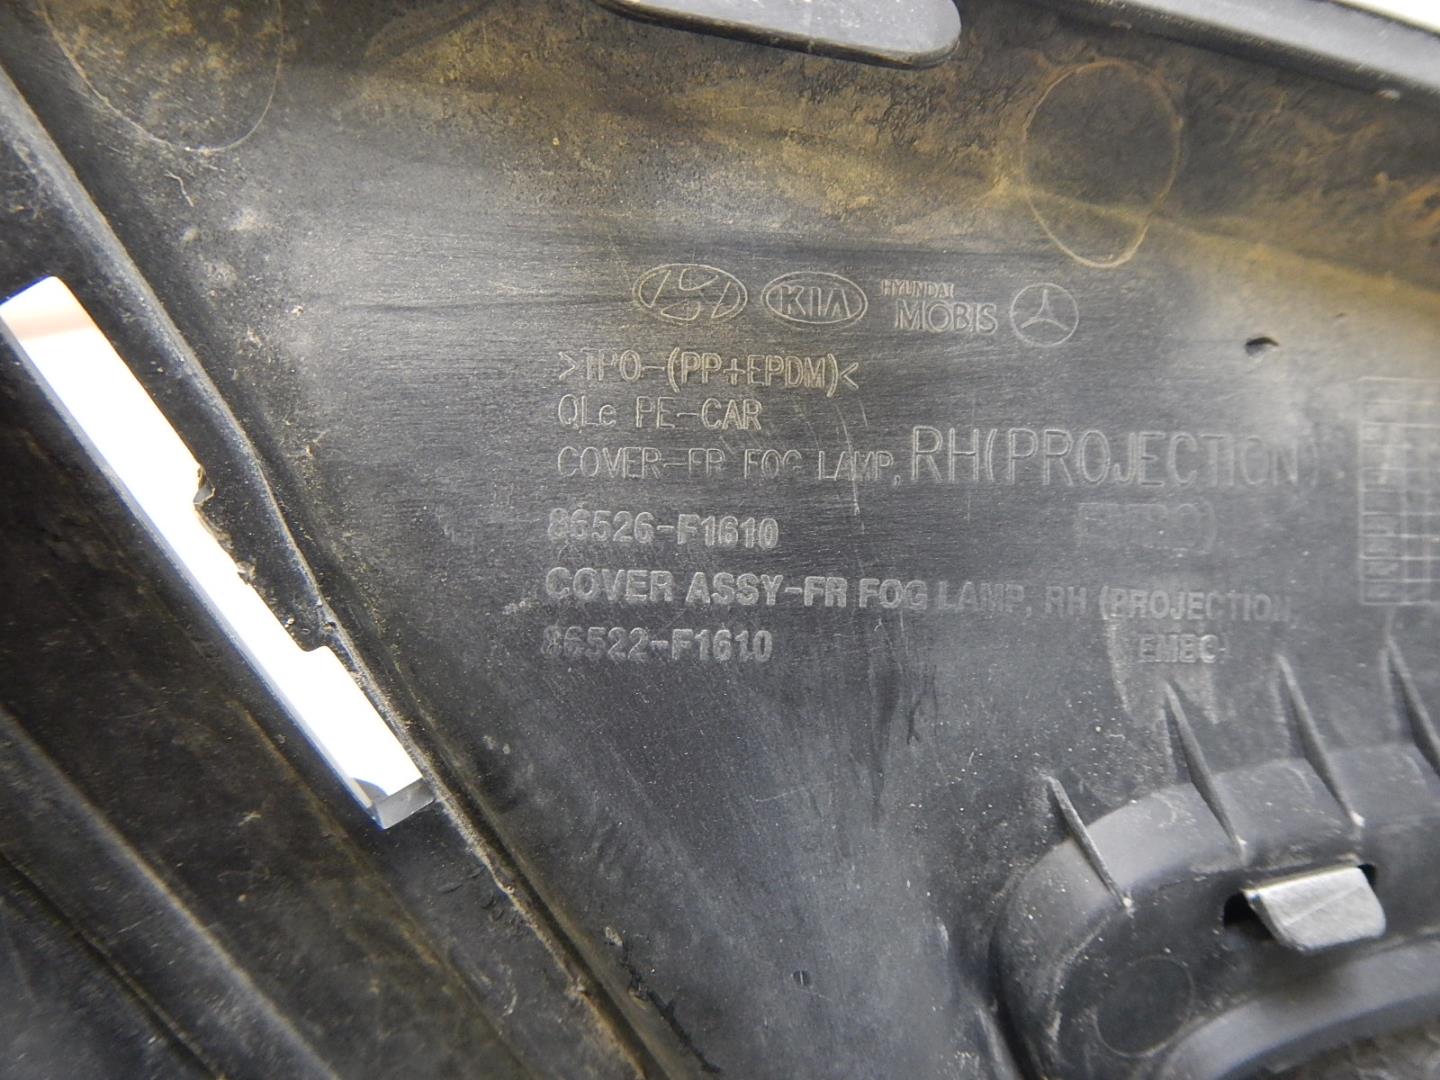 KIA HYUNDAI MOBIS
>TPO-(PP+EPDM)<
QLe PE-CAR
COVER-FR FOG LAMP, RH(PROJECTION)
86526-F1610
COVER ASSY-FR FOG LAMP, RH (PROJECTION,
EMBO)
86522-F1610